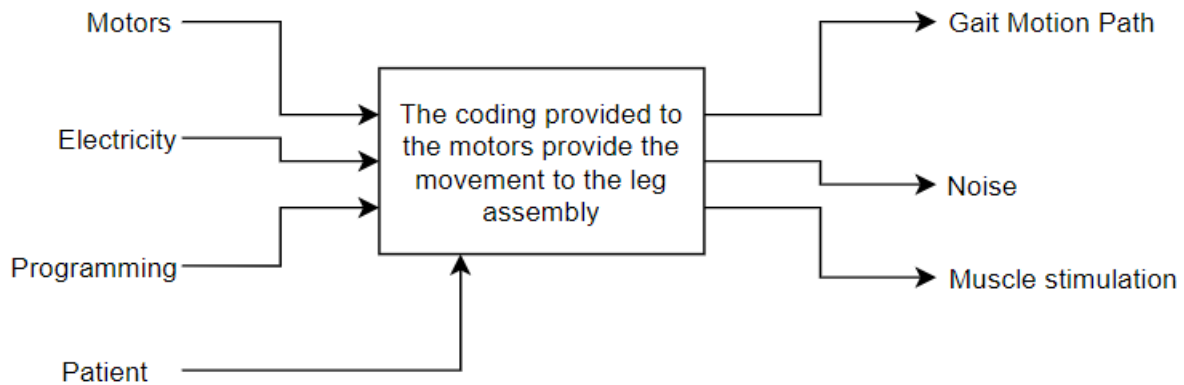 Motors
Electricity
Programming
Patient
The coding provided to
the motors provide the
movement to the leg
assembly
Gait Motion Path
Noise
Muscle stimulation